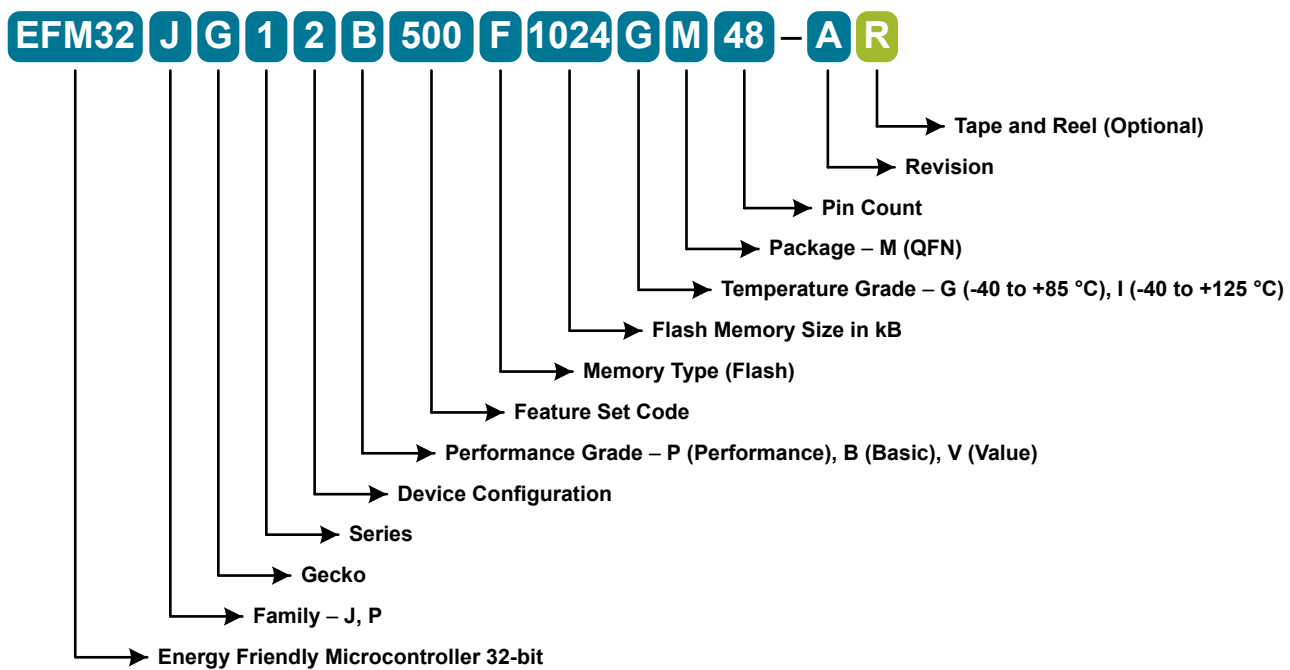 EFM32 J G 1 2 B 500 F 1024 G M 48 – A R
Tape and Reel (Optional)
Revision
Pin Count
Package – M (QFN)
Temperature Grade – G (-40 to +85 °C), I (-40 to +125 °C)
Flash Memory Size in kB
Memory Type (Flash)
Feature Set Code
Performance Grade – P (Performance), B (Basic), V (Value)
Device Configuration
Series
Gecko
Family – J, P
Energy Friendly Microcontroller 32-bit